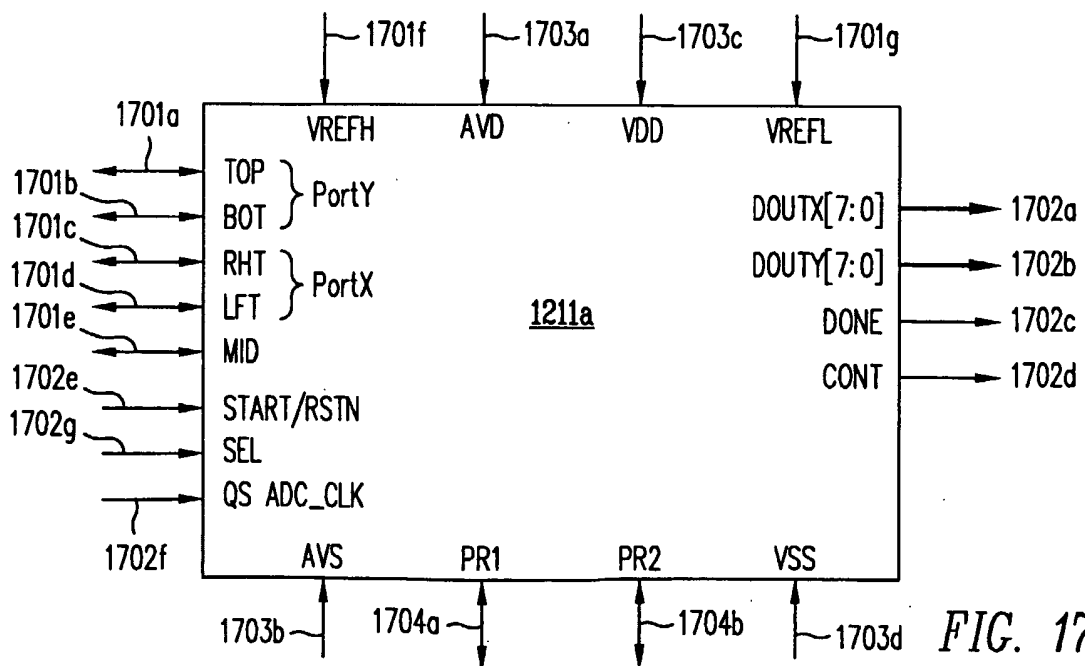 1701f 1703a 1703c 1701g
VREFH AVD VDD VREFL
1701a
TOP
1701b
PortY
BOT
DOUTX[7:0] 1702a
1701c
RHT
DOUTY[7:0] 1702b
1701d
PortX
LFT
1211a
DONE 1702c
1701e
MID
CONT 1702d
1702e
START/RSTN
1702g
SEL
QS ADC_CLK
1702f
AVS PR1 PR2 VSS
1703b 1704a 1704b 1703d
FIG. 17